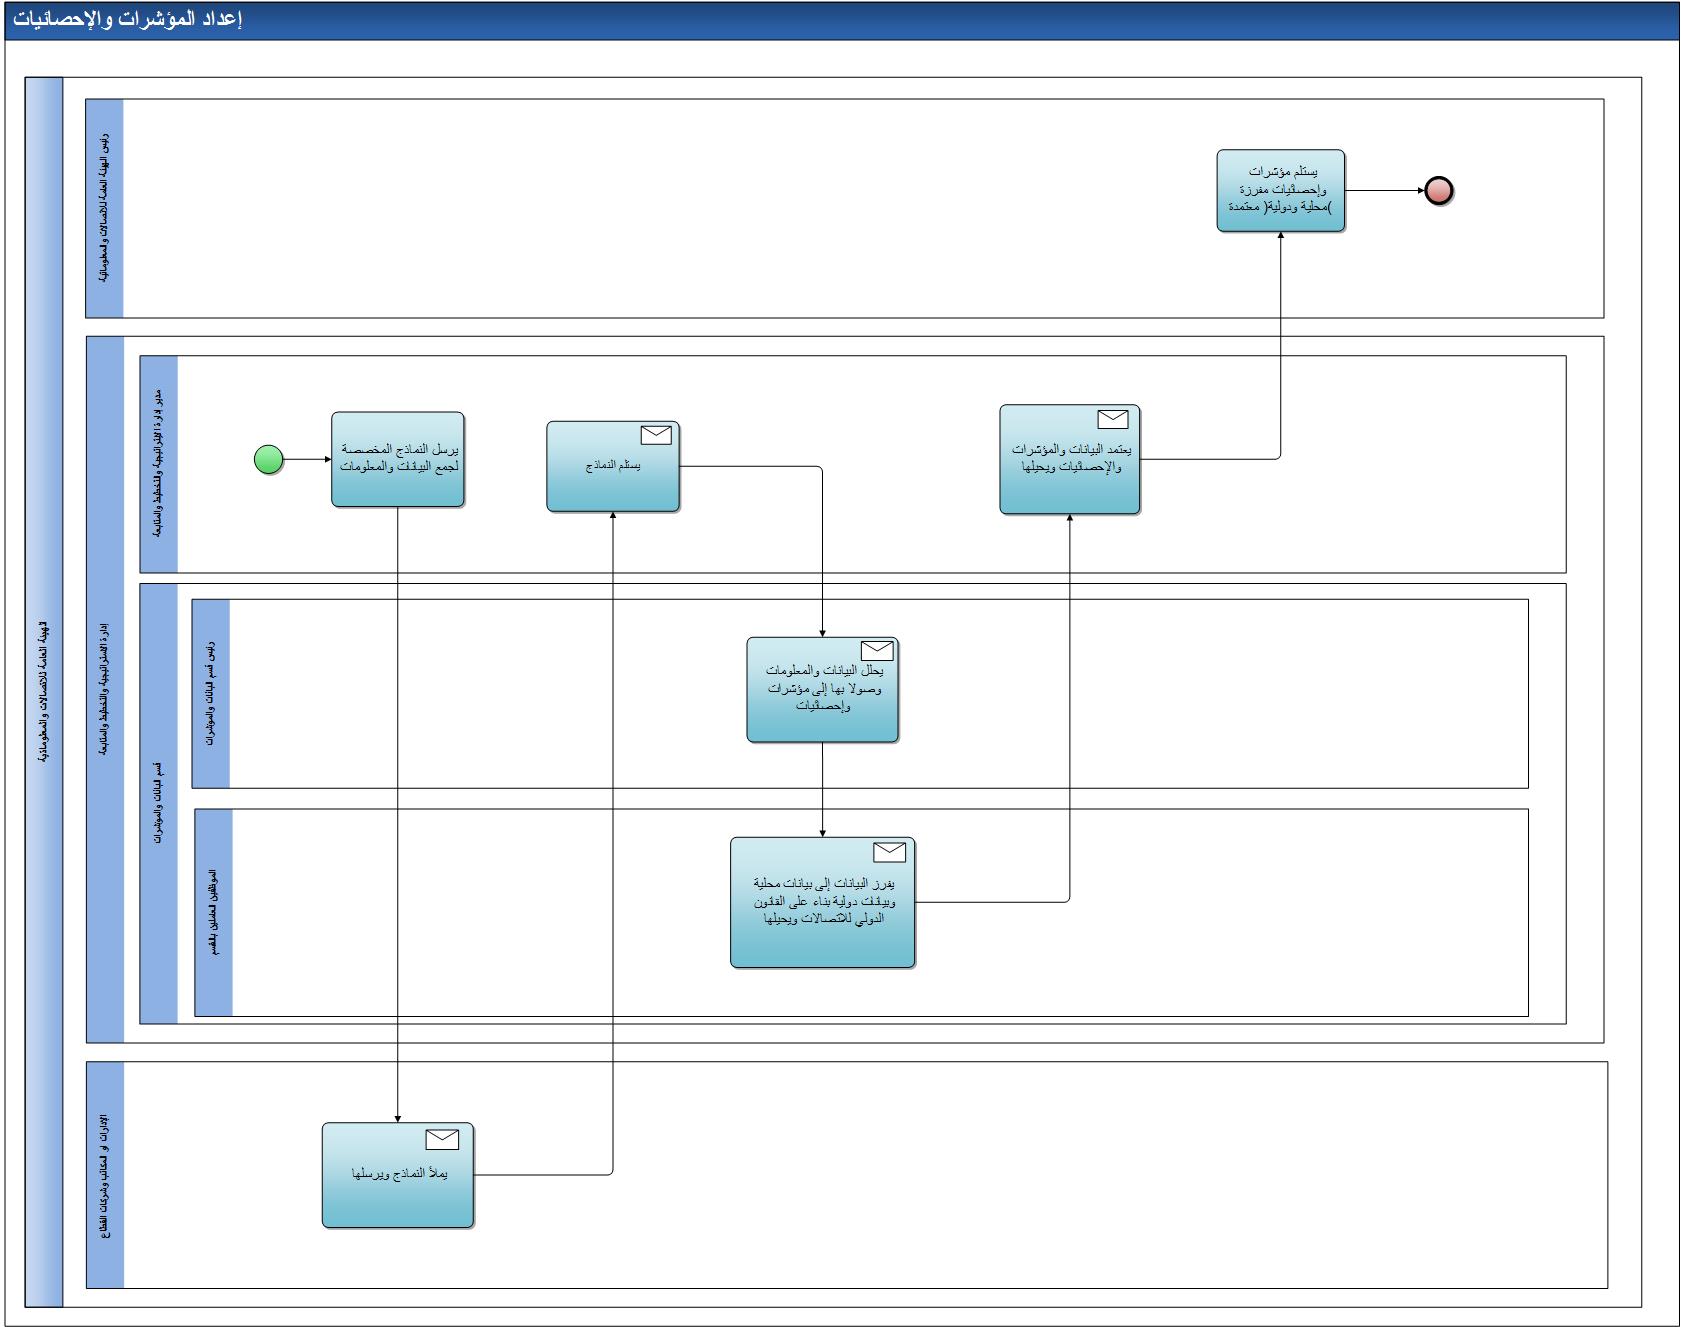 إعداد المؤشرات والإحصائيات
الهيئة العامة للاتصالات والمعلوماتية
رئيس الهيئة العامة للاتصالات والمعلوماتية
يستلم مؤشرات
وإحصائيات مفرزة
)محلية ودولية( معتمدة
إدارة الاستراتيجية والتخطيط والمتابعة
مدير إدارة الإستراتيجية والتخطيط والمتابعة
يرسل النماذج المخصصة
لجمع البيانات والمعلومات
يستلم النماذج
يعتمد البيانات والمؤشرات
والإحصائيات ويحيلها
قسم البيانات والمؤشرات
رئيس قسم البيانات والمؤشرات
يحلل البيانات والمعلومات
وصولا بها إلى مؤشرات
وإحصائيات
الموظفين العاملين بالقسم
يفرز البيانات إلى بيانات محلية
وبيانات دولية بناء على القانون
الدولي للاتصالات ويحيلها
الإدارات او المكاتب وشركات القطاع
يملأ النماذج ويرسلها